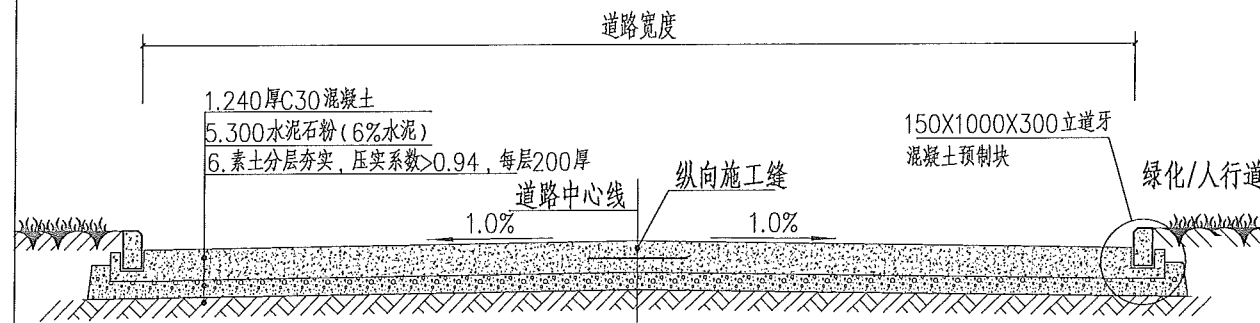 道路宽度
1.240厚C30混凝土
5.300水泥石粉(6%水泥)
6.素土分层夯实,压实系数>0.94,每层200厚
150X1000X300立道牙
混凝土预制块
绿化/人行道
道路中心线
纵向施工缝
1.0%
1.0%